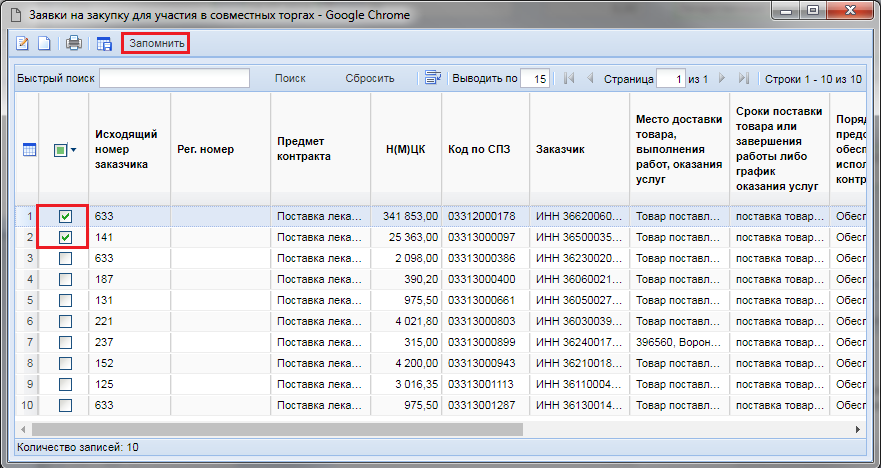 Заявки на закупку для участия в совместных торгах - Google Chrome
Запомнить
Быстрый поиск Поиск Сбросить Выводить по 15 Страница 1 из 1 Строки 1 - 10 из 10
Исходящий номер заказчика Рег. номер Предмет контракта Н(М)ЦК Код по СПЗ Заказчик Место доставки товара, выполнения работ, оказания услуг Сроки поставки товара или завершения работы либо график оказания услуг Поряд предо обесп испол контр
1 633 Поставка лека... 341 853,00 03312000178 ИНН 36620060... Товар поставл... поставка товар... Обесп
2 141 Поставка лека... 25 363,00 03313000097 ИНН 36500035... Товар поставл... поставка товар... Обесп
3 633 Поставка лека... 2 098,00 03313000386 ИНН 36230020... Товар поставл... поставка товар... Обесп
4 187 Поставка лека... 390,20 03313000400 ИНН 36060021... Товар поставл... поставка товар... Обесп
5 131 Поставка лека... 975,50 03313000661 ИНН 36050027... Товар поставл... поставка товар... Обесп
6 221 Поставка лека... 4 021,80 03313000803 ИНН 36030039... Товар поставл... поставка товар... Обесп
7 237 Поставка лека... 315,00 03313000899 ИНН 36240017... 396560, Ворон... поставка товар... Обесп
8 152 Поставка лека... 4 200,00 03313000943 ИНН 36210018... Товар поставл... поставка товар... Обесп
9 125 Поставка лека... 3 016,35 03313001113 ИНН 36110004... Товар поставл... поставка товар... Обесп
10 633 Поставка лека... 975,50 03313001287 ИНН 36130014... Товар поставл... поставка товар... Обесп
Количество записей: 10